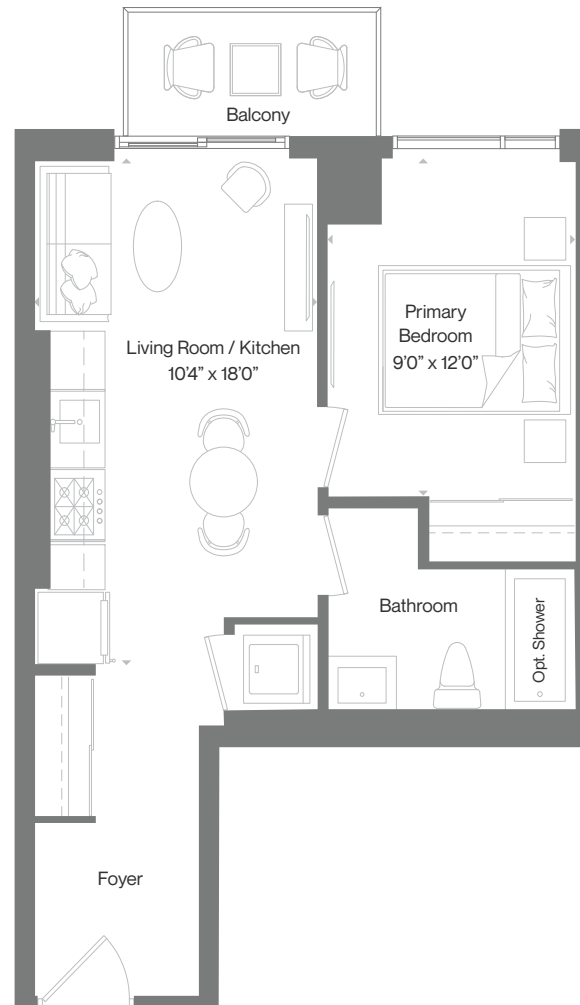 Balcony
Living Room / Kitchen
10’4” x 18’0”
Primary
Bedroom
9’0” x 12’0”
Bathroom
Opt. Shower
Foyer